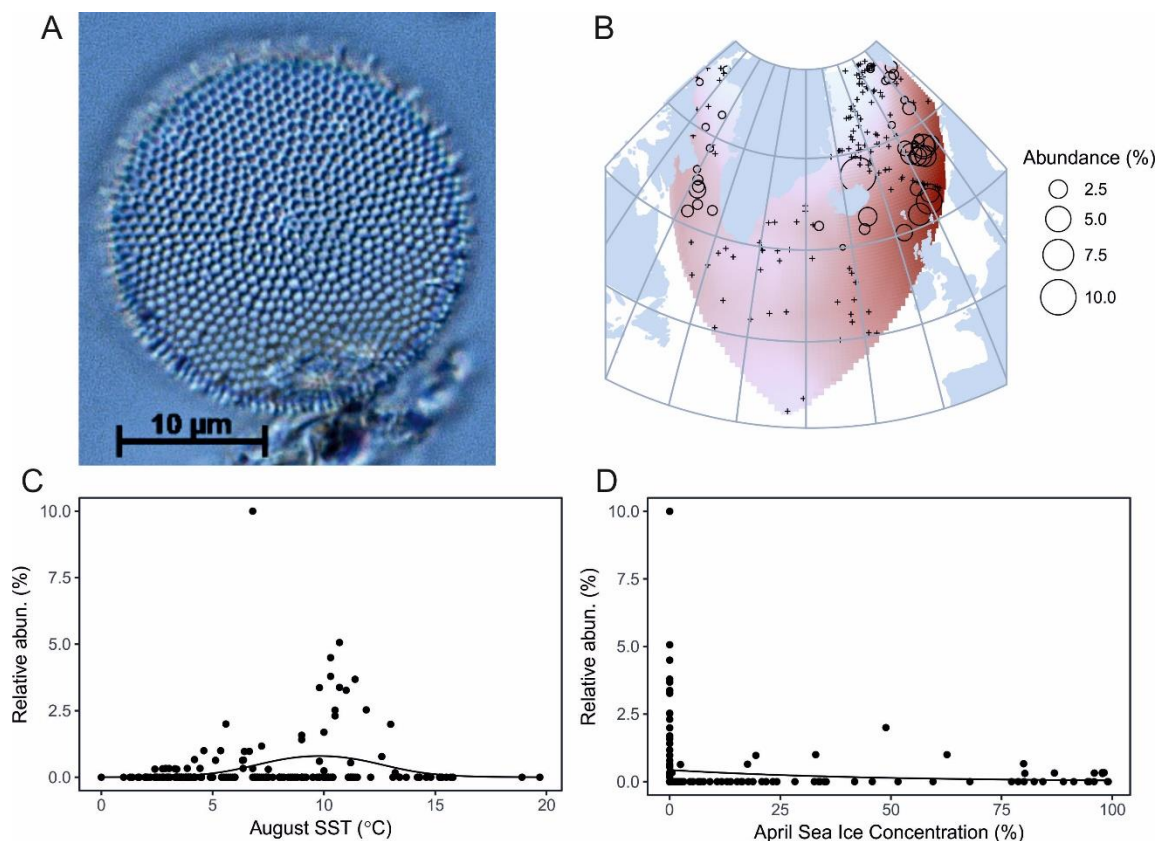 A
10 µm
B
Abundance (%)
2.5
5.0
7.5
10.0
C
10.0
7.5
5.0
2.5
0.0
Relative abun. (%)
0
5
10
15
20
August SST (°C)
D
10.0
7.5
5.0
2.5
0.0
Relative abun. (%)
0
25
50
75
100
April Sea Ice Concentration (%)